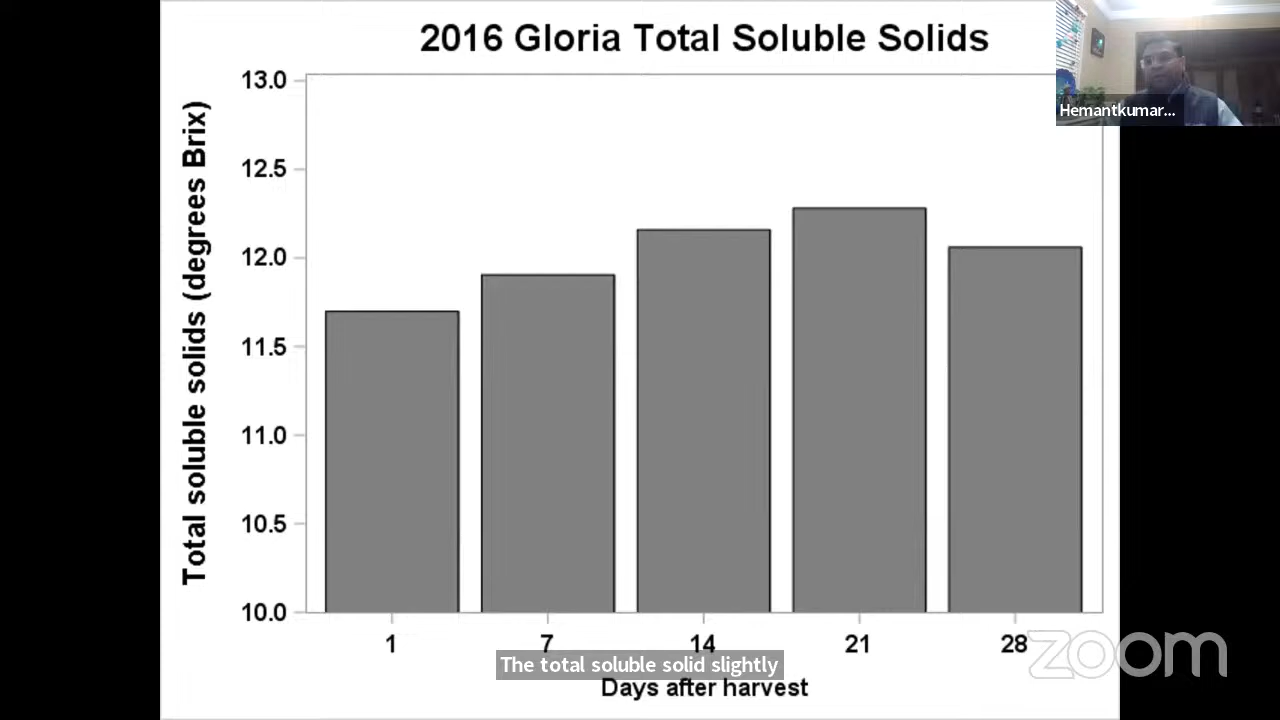 2016 Gloria Total Soluble Solids
Hemantkumar...
Total soluble solids (degrees Brix)
13.0
12.5
12.0
11.5
11.0
10.5
10.0
1 7 14 21 28
zoom
The total soluble solid slightly
Days after harvest